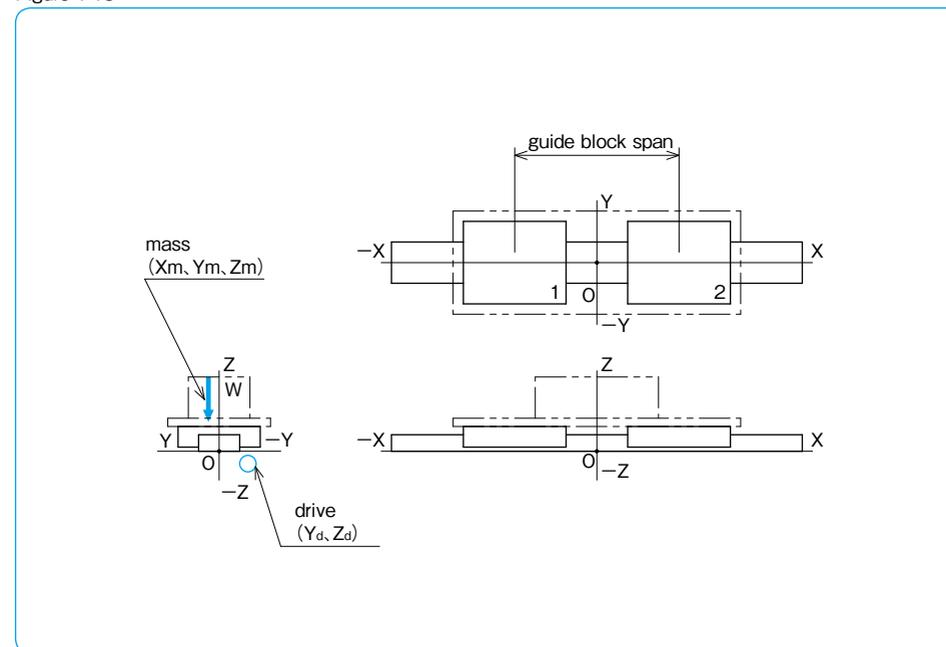 guide block span
Y
−X
X
1
O
2
−Y
mass
(Xm、Ym、Zm)
Z
W
Y
−Y
O
−Z
drive
(Yd、Zd)
Z
−X
X
O
−Z